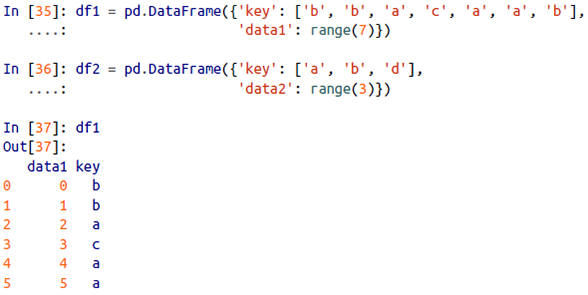 In [35]: df1 = pd.DataFrame({'key': ['b', 'b', 'a', 'c', 'a', 'a', 'b'],
....: 'data1': range(7)})
In [36]: df2 = pd.DataFrame({'key': ['a', 'b', 'd'],
....: 'data2': range(3)})
In [37]: df1
Out[37]:
data1 key
0 0 b
1 1 b
2 2 a
3 3 c
4 4 a
5 5 a